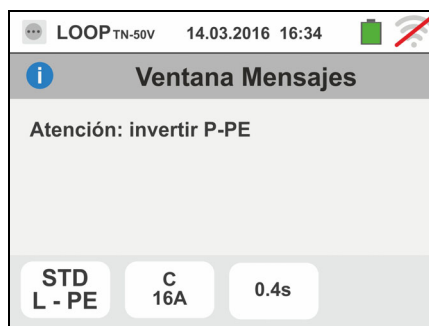 LOOP TN-50V 14.03.2016 16:34
Ventana Mensajes
Atención: invertir P-PE
STD
L - PE
C
16A
0.4s